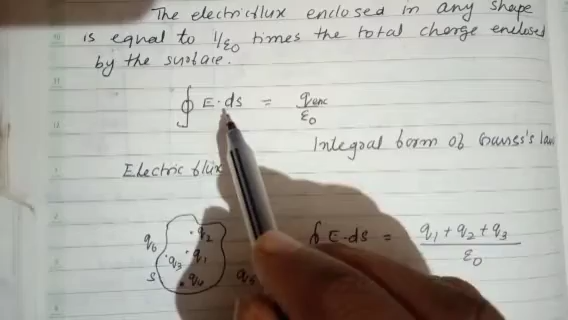 The electric flux enclosed in any shape
is equal to 1/ε0 times the total charge enclosed
by the surface.
∮ E·ds = qenc / ε0
Integral form of Gauss's law
Electric flux
q6 q2
q3 q1
S q4 q5
∮ E·ds = q1 + q2 + q3 / ε0